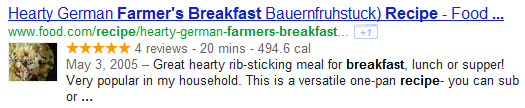 Hearty German Farmer's Breakfast Bauernfruhstuck) Recipe - Food ...
www.food.com/recipe/hearty-german-farmers-breakfast...
+1
★★★★★ 4 reviews - 20 mins - 494.6 cal
May 3, 2005 – Great hearty rib-sticking meal for breakfast, lunch or supper!
Very popular in my household. This is a versatile one-pan recipe- you can sub
or ...